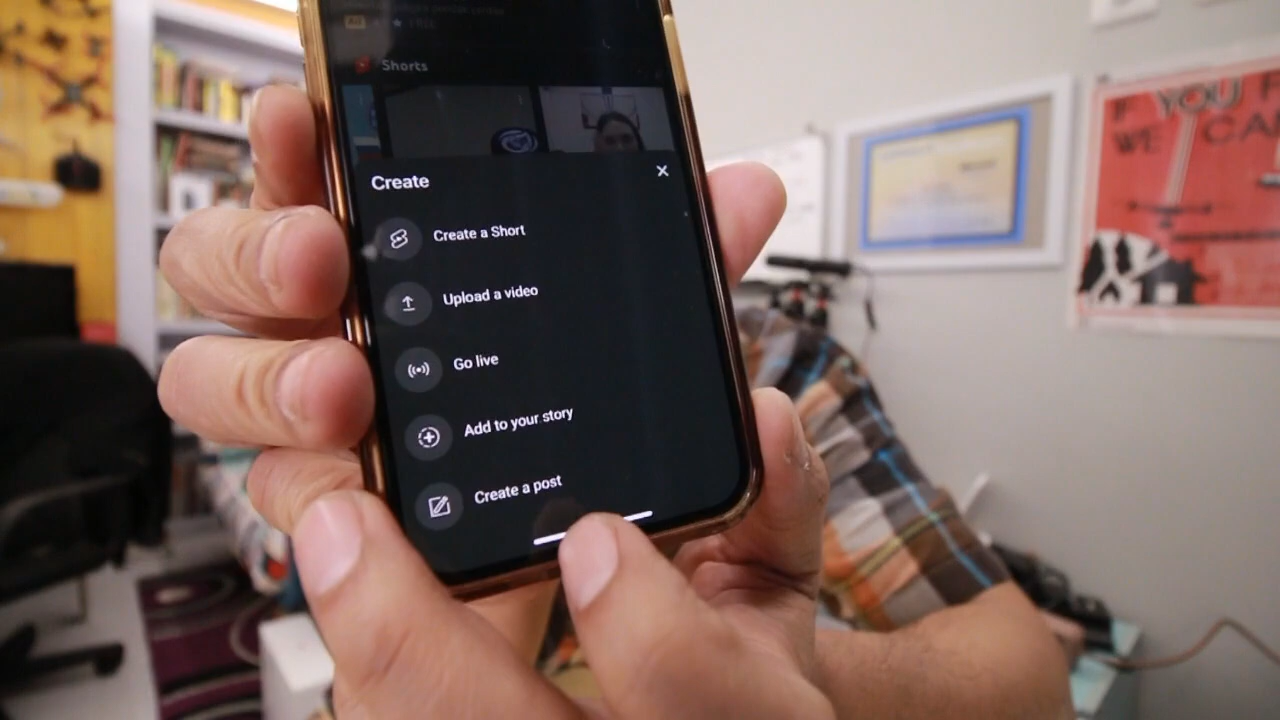 Shorts
Create
Create a Short
Upload a video
Go live
Add to your story
Create a post
IF YOU
WE CA